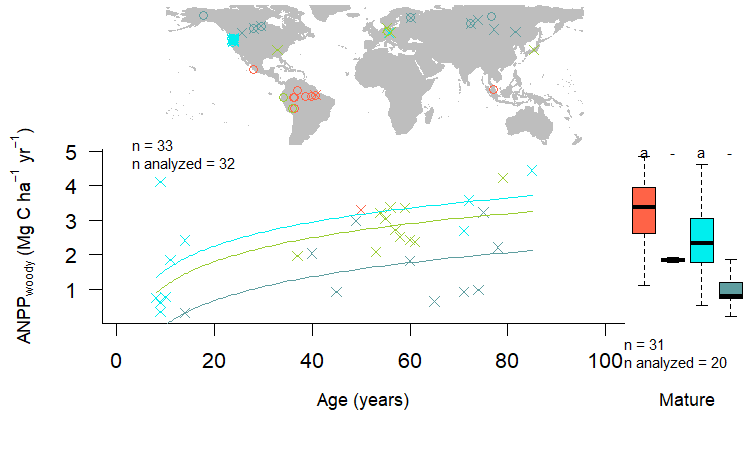 n = 33
n analyzed = 32
ANPP woody (Mg C ha⁻¹ yr⁻¹)
5
4
3
2
1
0 20 40 60 80 100
Age (years)
a - a -
n = 31
n analyzed = 20
Mature